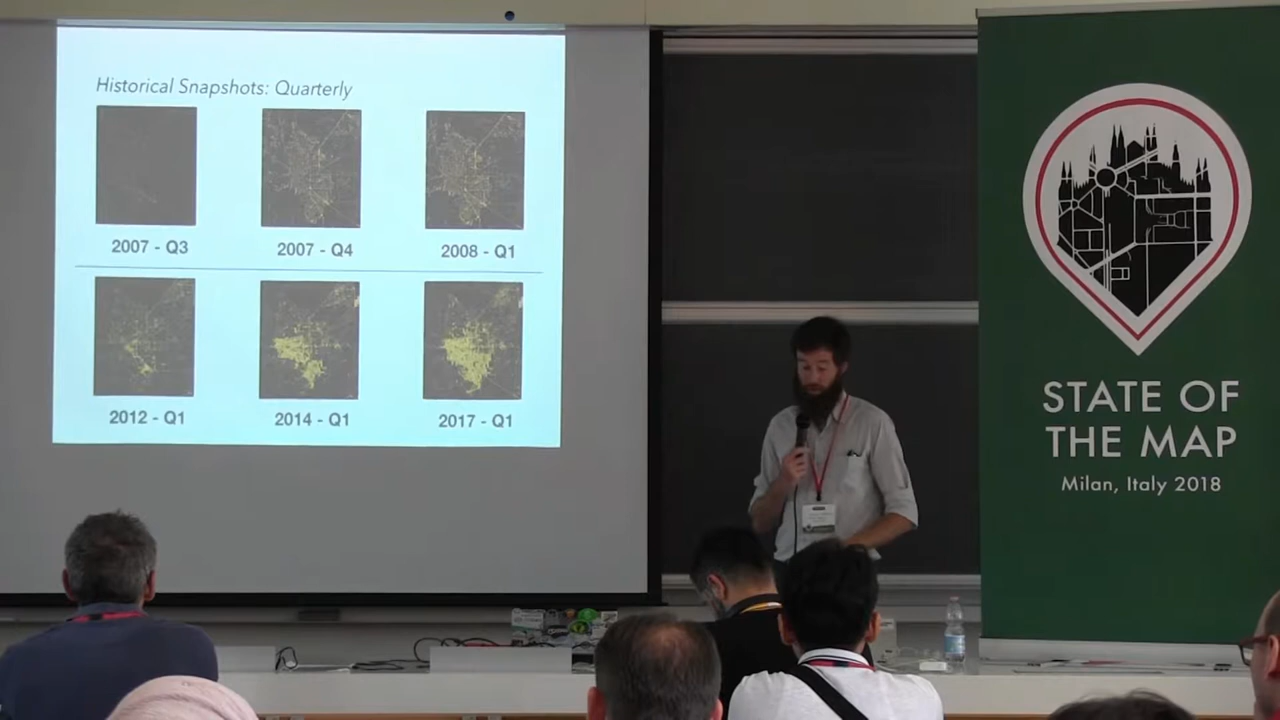 Historical Snapshots: Quarterly
2007 - Q3
2007 - Q4
2008 - Q1
2012 - Q1
2014 - Q1
2017 - Q1
STATE OF
THE MAP
Milan, Italy 2018